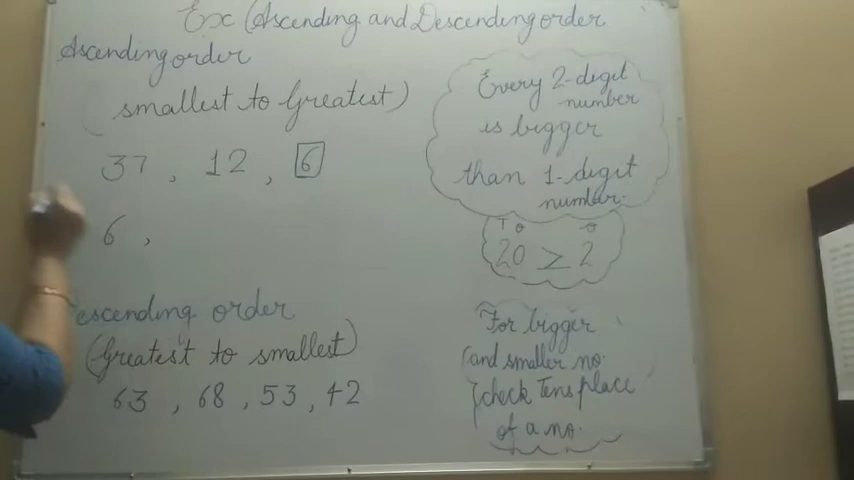 Ex (Ascending and Descending order
Ascending order
(smallest to Greatest)
37 , 12 , 6
6 ,
escending order
(Greatest to smallest)
63 , 68 , 53 , 42
Every 2-digit
number
is bigger
than 1-digit
number.
T O O
20 > 2
For bigger
(and smaller no.
check Tens place
of a no.